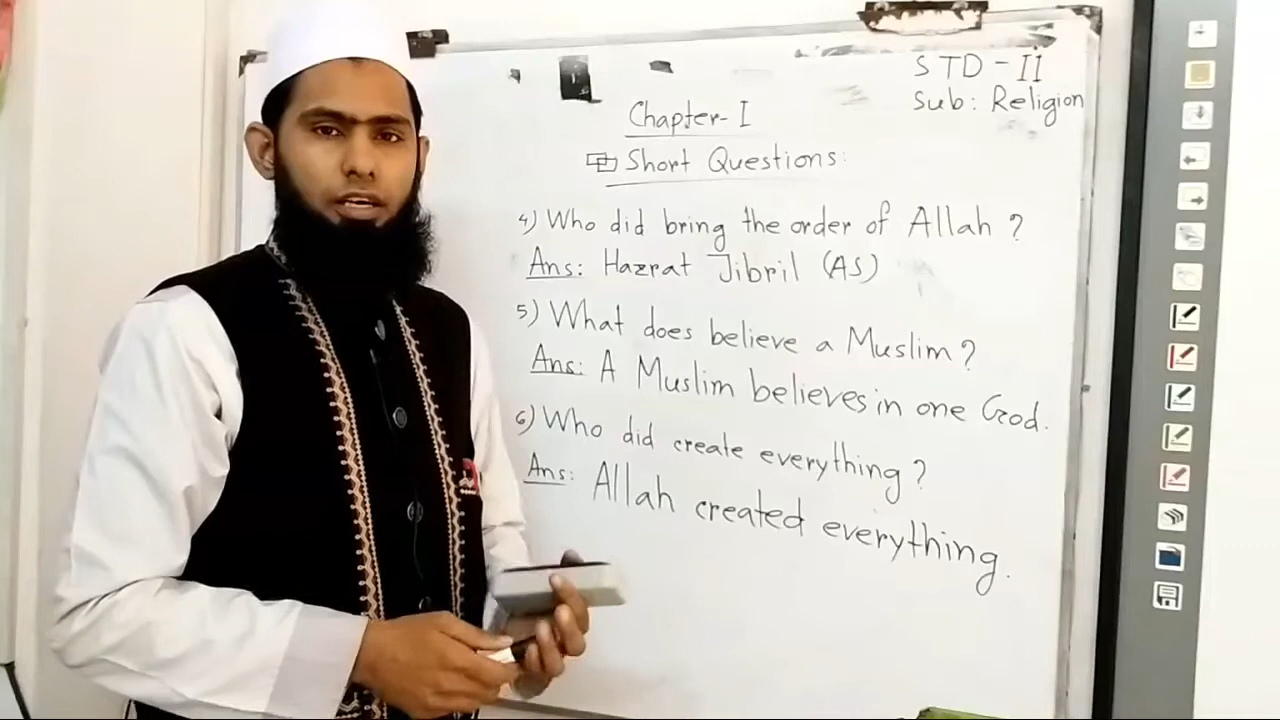 STD - II
Sub: Religion
Chapter- I
Short Questions:
4) Who did bring the order of Allah ?
Ans: Hazrat Jibril (AS)
5) What does believe a Muslim?
Ans: A Muslim believes in one God.
6) Who did create everything ?
Ans: Allah created everything.